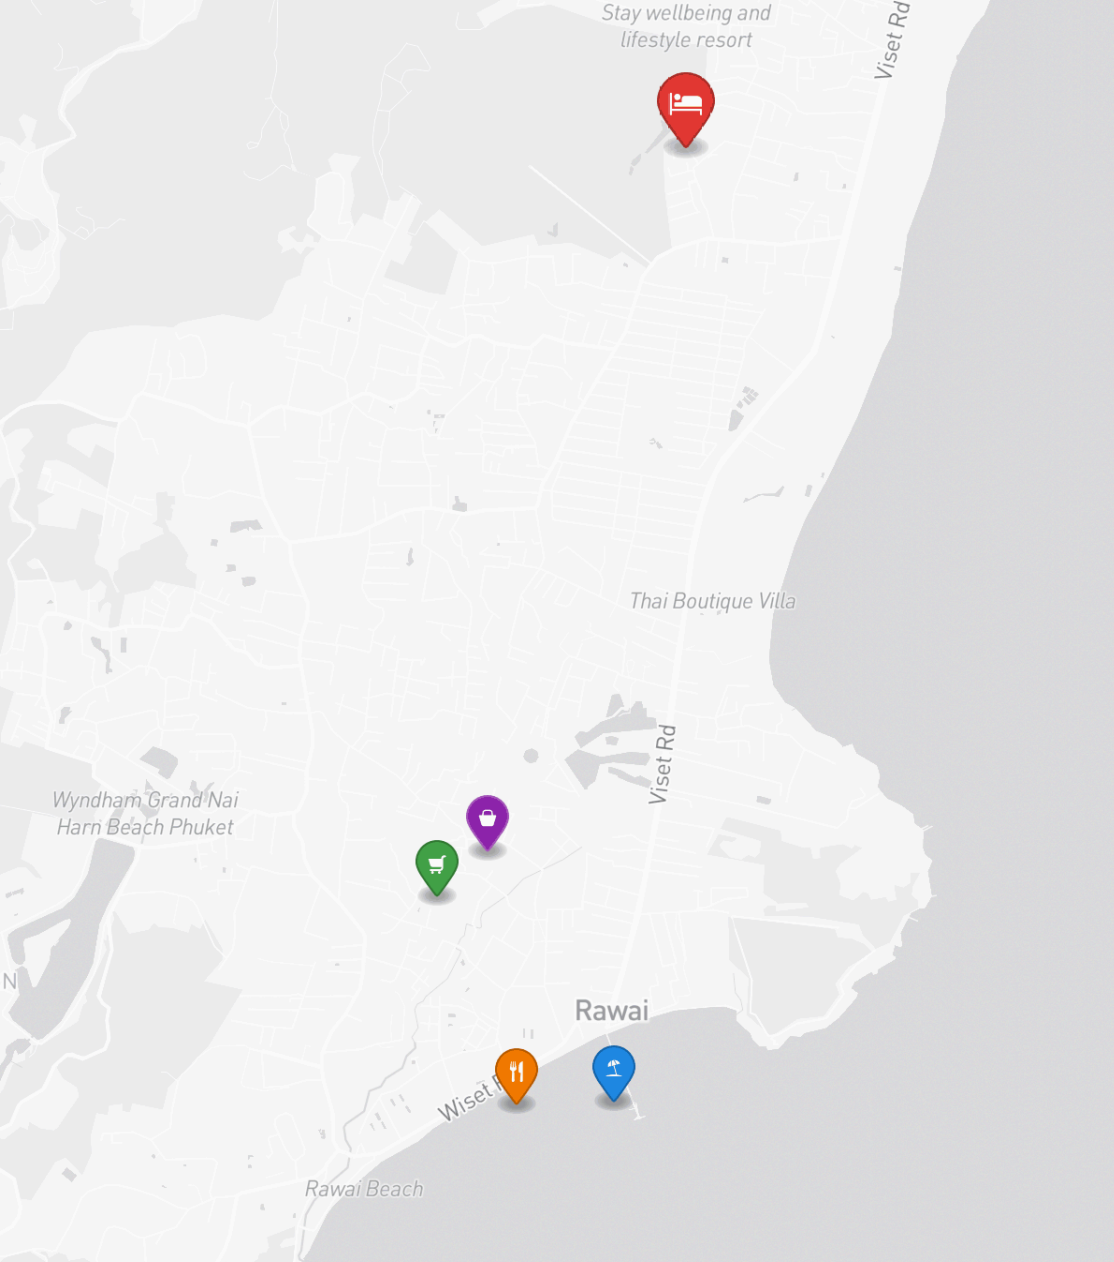 Stay wellbeing and
lifestyle resort
Viset Rd
Thai Boutique Villa
Viset Rd
Wyndham Grand Nai
Harn Beach Phuket
N
Rawai
Wiset
Rawai Beach